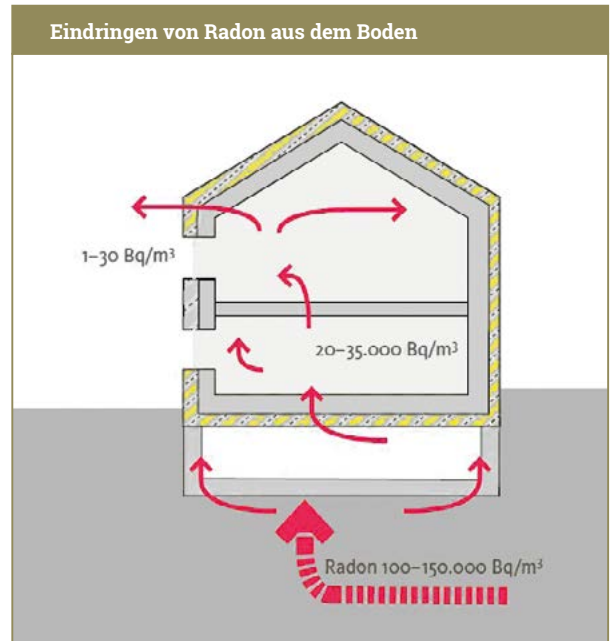 Eindringen von Radon aus dem Boden
1–30 Bq/m³
20–35.000 Bq/m³
Radon 100–150.000 Bq/m³